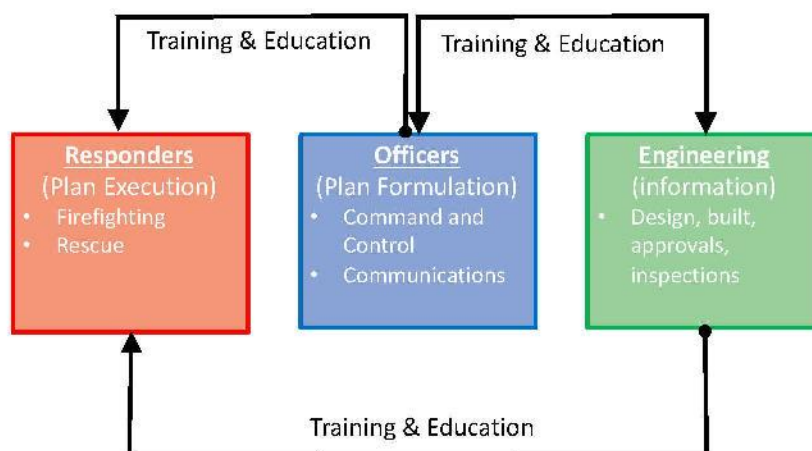 Training & Education
Training & Education
Responders
(Plan Execution)
• Firefighting
• Rescue
Officers
(Plan Formulation)
• Command and
Control
• Communications
Engineering
(information)
• Design, built,
approvals,
inspections
Training & Education